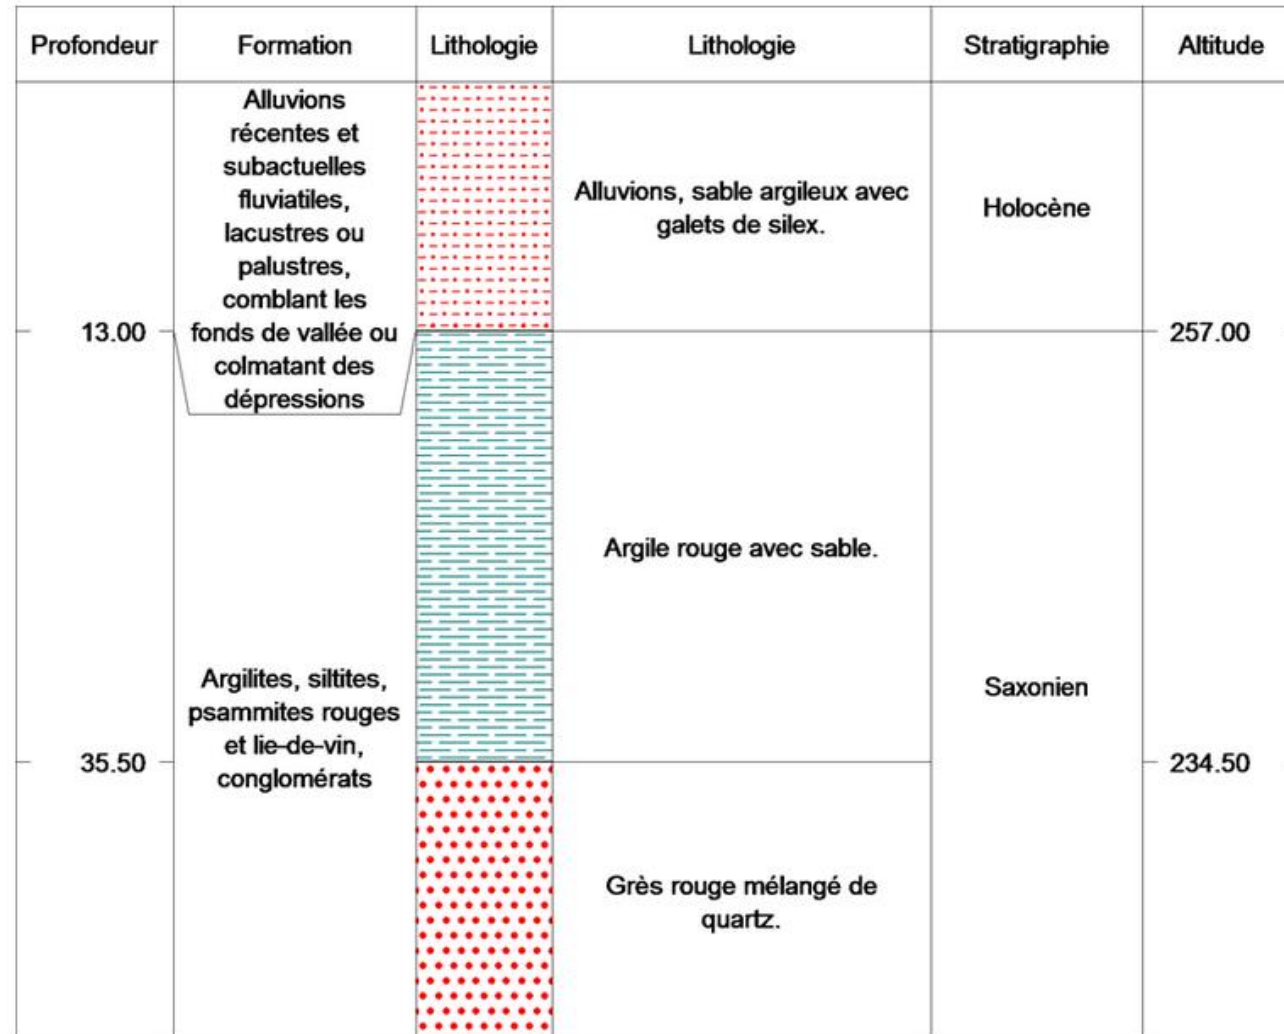 Profondeur
Formation
Lithologie
Lithologie
Stratigraphie
Altitude
Alluvions
récentes et
subactuelles
fluviatiles,
lacustres ou
palustres,
comblant les
fonds de vallée ou
colmatant des
dépressions
Alluvions, sable argileux avec
galets de silex.
Holocène
13.00
257.00
Argile rouge avec sable.
Argilites, siltites,
psammites rouges
et lie-de-vin,
conglomérats
Saxonien
35.50
234.50
Grès rouge mélangé de
quartz.